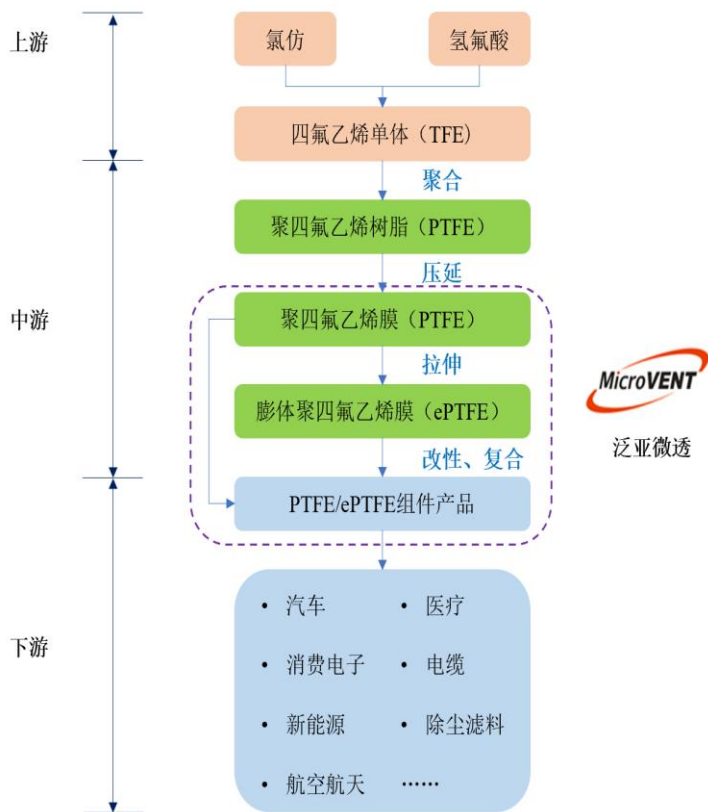 上游
氯仿
氢氟酸
四氟乙烯单体（TFE）
聚合
聚四氟乙烯树脂（PTFE）
压延
中游
聚四氟乙烯膜（PTFE）
拉伸
MicroVENT
膨体聚四氟乙烯膜（ePTFE）
泛亚微透
改性、复合
PTFE/ePTFE组件产品
下游
• 汽车
• 医疗
• 消费电子
• 电缆
• 新能源
• 除尘滤料
• 航空航天
• ……